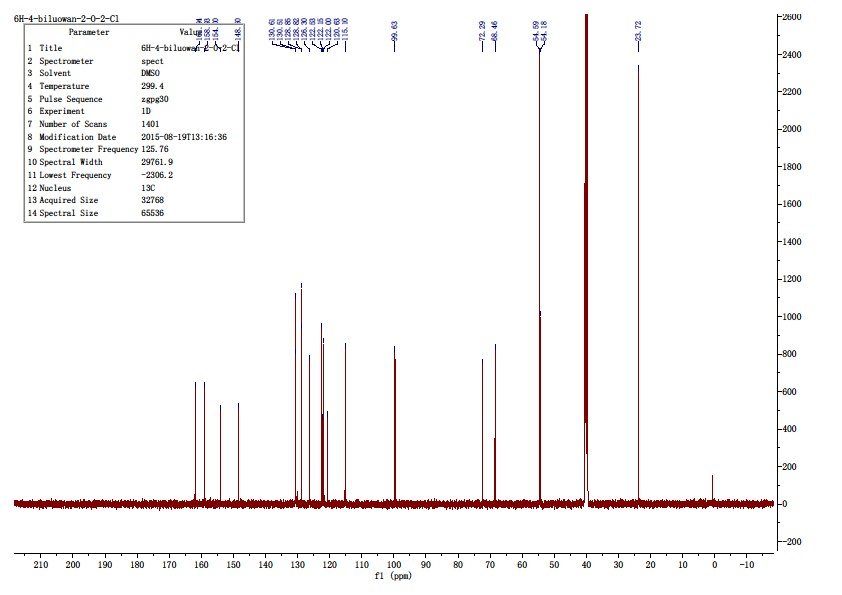 6H-4-biluowan-2-0-2-Cl
Parameter
1 Title 6H-4-biluowan-2-0-2-Cl
2 Spectrometer spect
3 Solvent DMSO
4 Temperature 299.4
5 Pulse Sequence zgpg30
6 Experiment 1D
7 Number of Scans 1401
8 Modification Date 2015-08-19T13:16:36
9 Spectrometer Frequency 125.76
10 Spectral Width 29761.9
11 Lowest Frequency -2306.2
12 Nucleus 13C
13 Acquired Size 32768
14 Spectral Size 65536
148.50
130.61
130.51
128.86
128.82
126.30
122.53
122.15
122.00
120.63
115.10
99.63
72.29
68.46
54.59
54.18
23.72
2600
2400
2200
2000
1800
1600
1400
1200
1000
800
600
400
200
0
-200
210 200 190 180 170 160 150 140 130 120 110 100 90 80 70 60 50 40 30 20 10 0 -10
f1 (ppm)